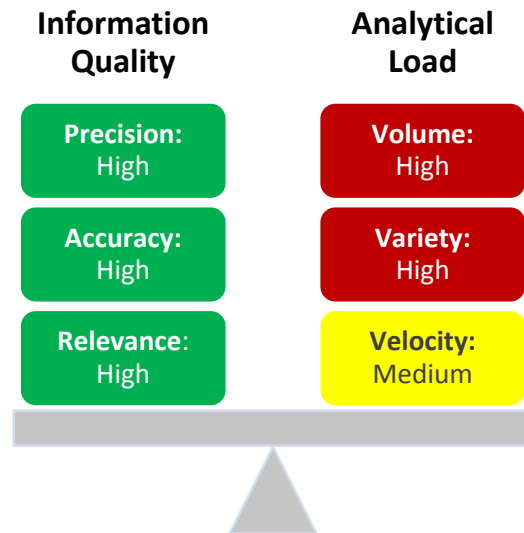 Information
Quality
Precision:
High
Accuracy:
High
Relevance:
High
Analytical
Load
Volume:
High
Variety:
High
Velocity:
Medium